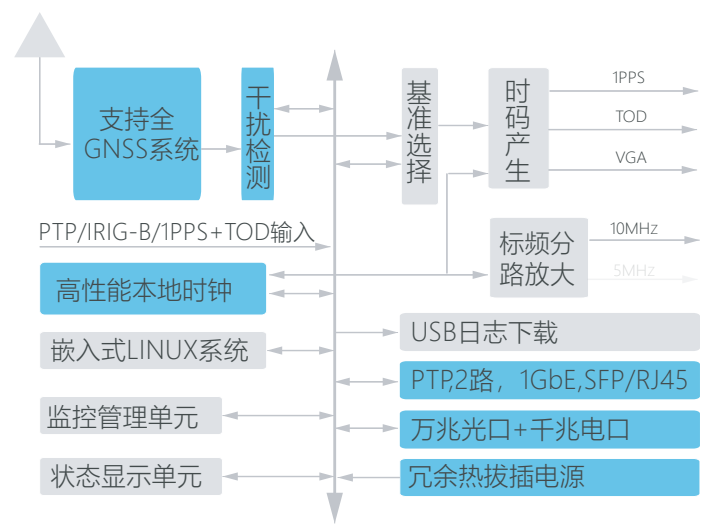 支持全
GNSS系统
干扰检测
基准选择
时码产生
1PPS
TOD
VGA
PTP/IRIG-B/1PPS+TOD输入
标频分
路放大
10MHz
5MHz
高性能本地时钟
嵌入式LINUX系统
监控管理单元
状态显示单元
USB日志下载
PTP,2路，1GbE,SFP/RJ45
万兆光口+千兆电口
冗余热拔插电源